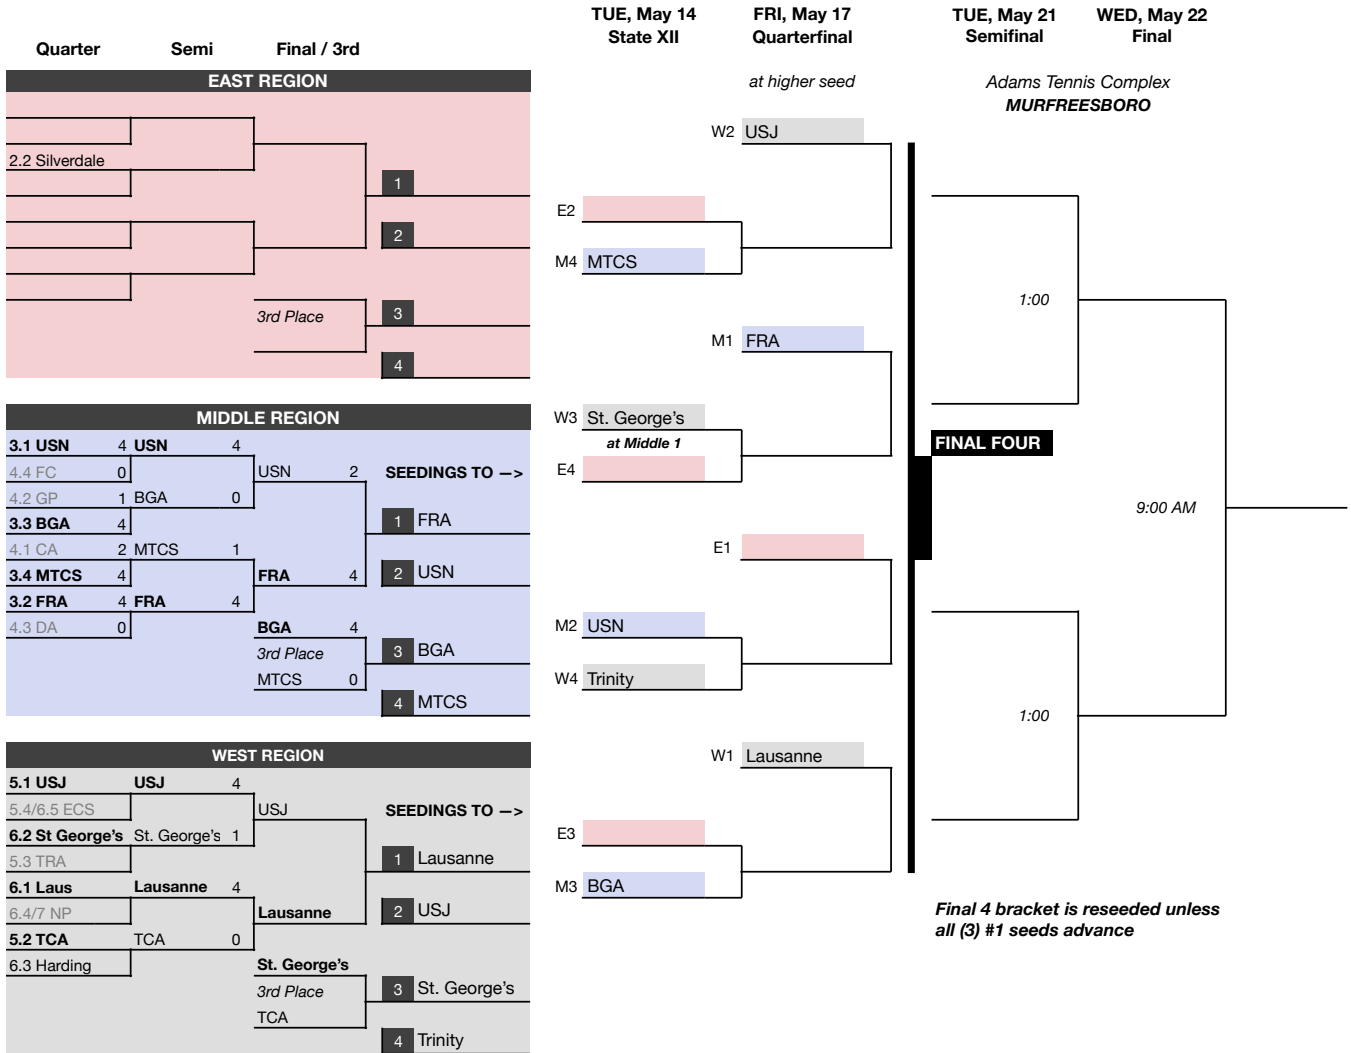 TUE, May 14
State XII
FRI, May 17
Quarterfinal
TUE, May 21
Semifinal
WED, May 22
Final
Quarter
Semi
Final / 3rd
at higher seed
Adams Tennis Complex
MURFREESBORO
EAST REGION
2.2 Silverdale
1
2
3rd Place
3
4
MIDDLE REGION
3.1 USN 4 USN 4
4.4 FC 0 USN 2 SEEDINGS TO —>
4.2 GP 1 BGA 0
3.3 BGA 4 1 FRA
4.1 CA 2 MTCS 1
3.4 MTCS 4 FRA 4 2 USN
3.2 FRA 4 FRA 4
4.3 DA 0 BGA 4
3rd Place 3 BGA
MTCS 0
4 MTCS
WEST REGION
5.1 USJ USJ 4
5.4/6.5 ECS USJ SEEDINGS TO —>
6.2 St George's St. George's 1
5.3 TRA 1 Lausanne
6.1 Laus Lausanne 4
6.4/7 NP Lausanne 2 USJ
5.2 TCA TCA 0
6.3 Harding St. George's
3rd Place 3 St. George's
TCA
4 Trinity
W2 USJ
E2
M4 MTCS
M1 FRA
W3 St. George's
at Middle 1
E4
E1
M2 USN
W4 Trinity
W1 Lausanne
E3
M3 BGA
1:00
FINAL FOUR
9:00 AM
1:00
Final 4 bracket is reseeded unless
all (3) #1 seeds advance